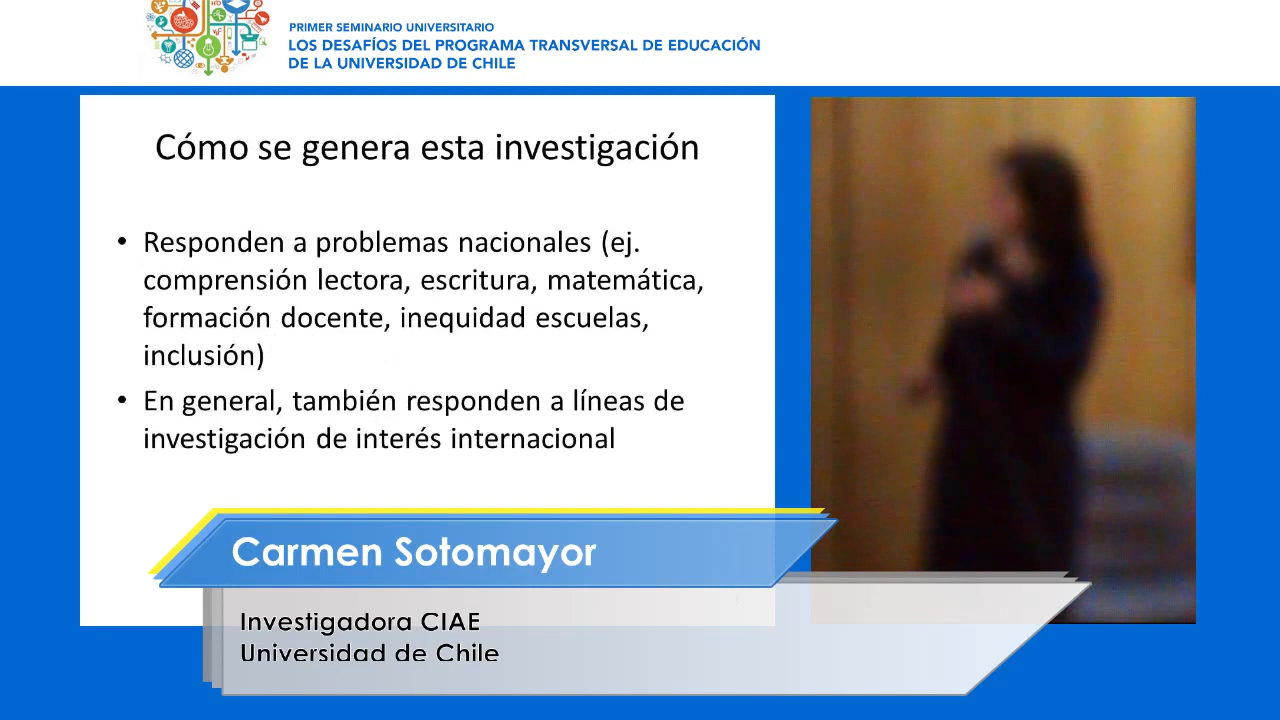 PRIMER SEMINARIO UNIVERSITARIO
LOS DESAFÍOS DEL PROGRAMA TRANSVERSAL DE EDUCACIÓN
DE LA UNIVERSIDAD DE CHILE
Cómo se genera esta investigación
• Responden a problemas nacionales (ej.
comprensión lectora, escritura, matemática,
formación docente, inequidad escuelas,
inclusión)
• En general, también responden a líneas de
investigación de interés internacional
Carmen Sotomayor
Investigadora CIAE
Universidad de Chile